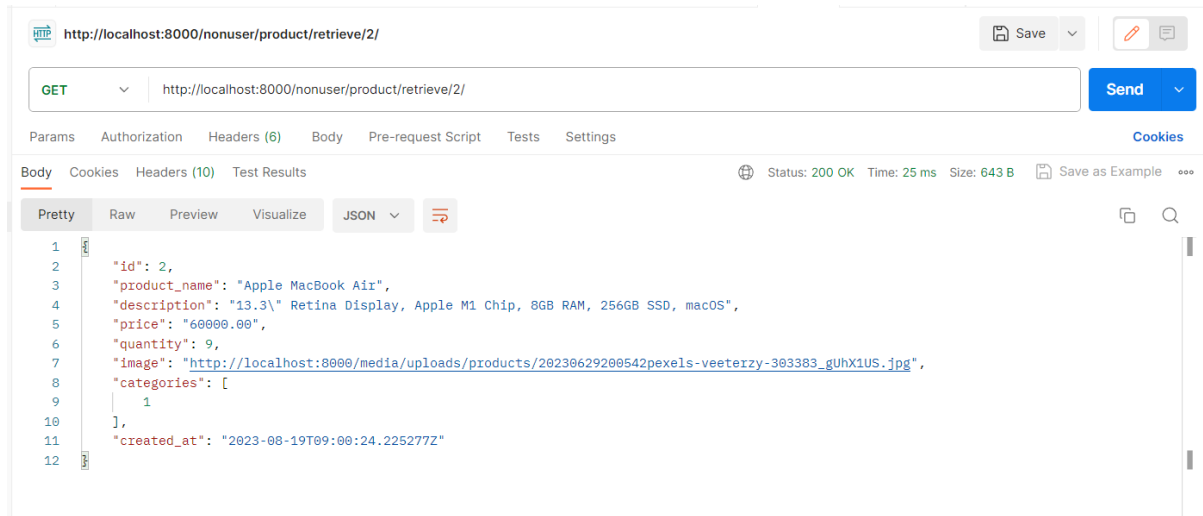 HTTP http://localhost:8000/nonuser/product/retrieve/2/ Save
GET http://localhost:8000/nonuser/product/retrieve/2/ Send
Params Authorization Headers (6) Body Pre-request Script Tests Settings Cookies
Body Cookies Headers (10) Test Results Status: 200 OK Time: 25 ms Size: 643 B Save as Example
Pretty Raw Preview Visualize JSON
1 {
2 "id": 2,
3 "product_name": "Apple MacBook Air",
4 "description": "13.3\" Retina Display, Apple M1 Chip, 8GB RAM, 256GB SSD, macOS",
5 "price": "60000.00",
6 "quantity": 9,
7 "image": "http://localhost:8000/media/uploads/products/20230629200542pexels-veeterzy-303383_gUhX1US.jpg",
8 "categories": [
9 1
10 ],
11 "created_at": "2023-08-19T09:00:24.225277Z"
12 }